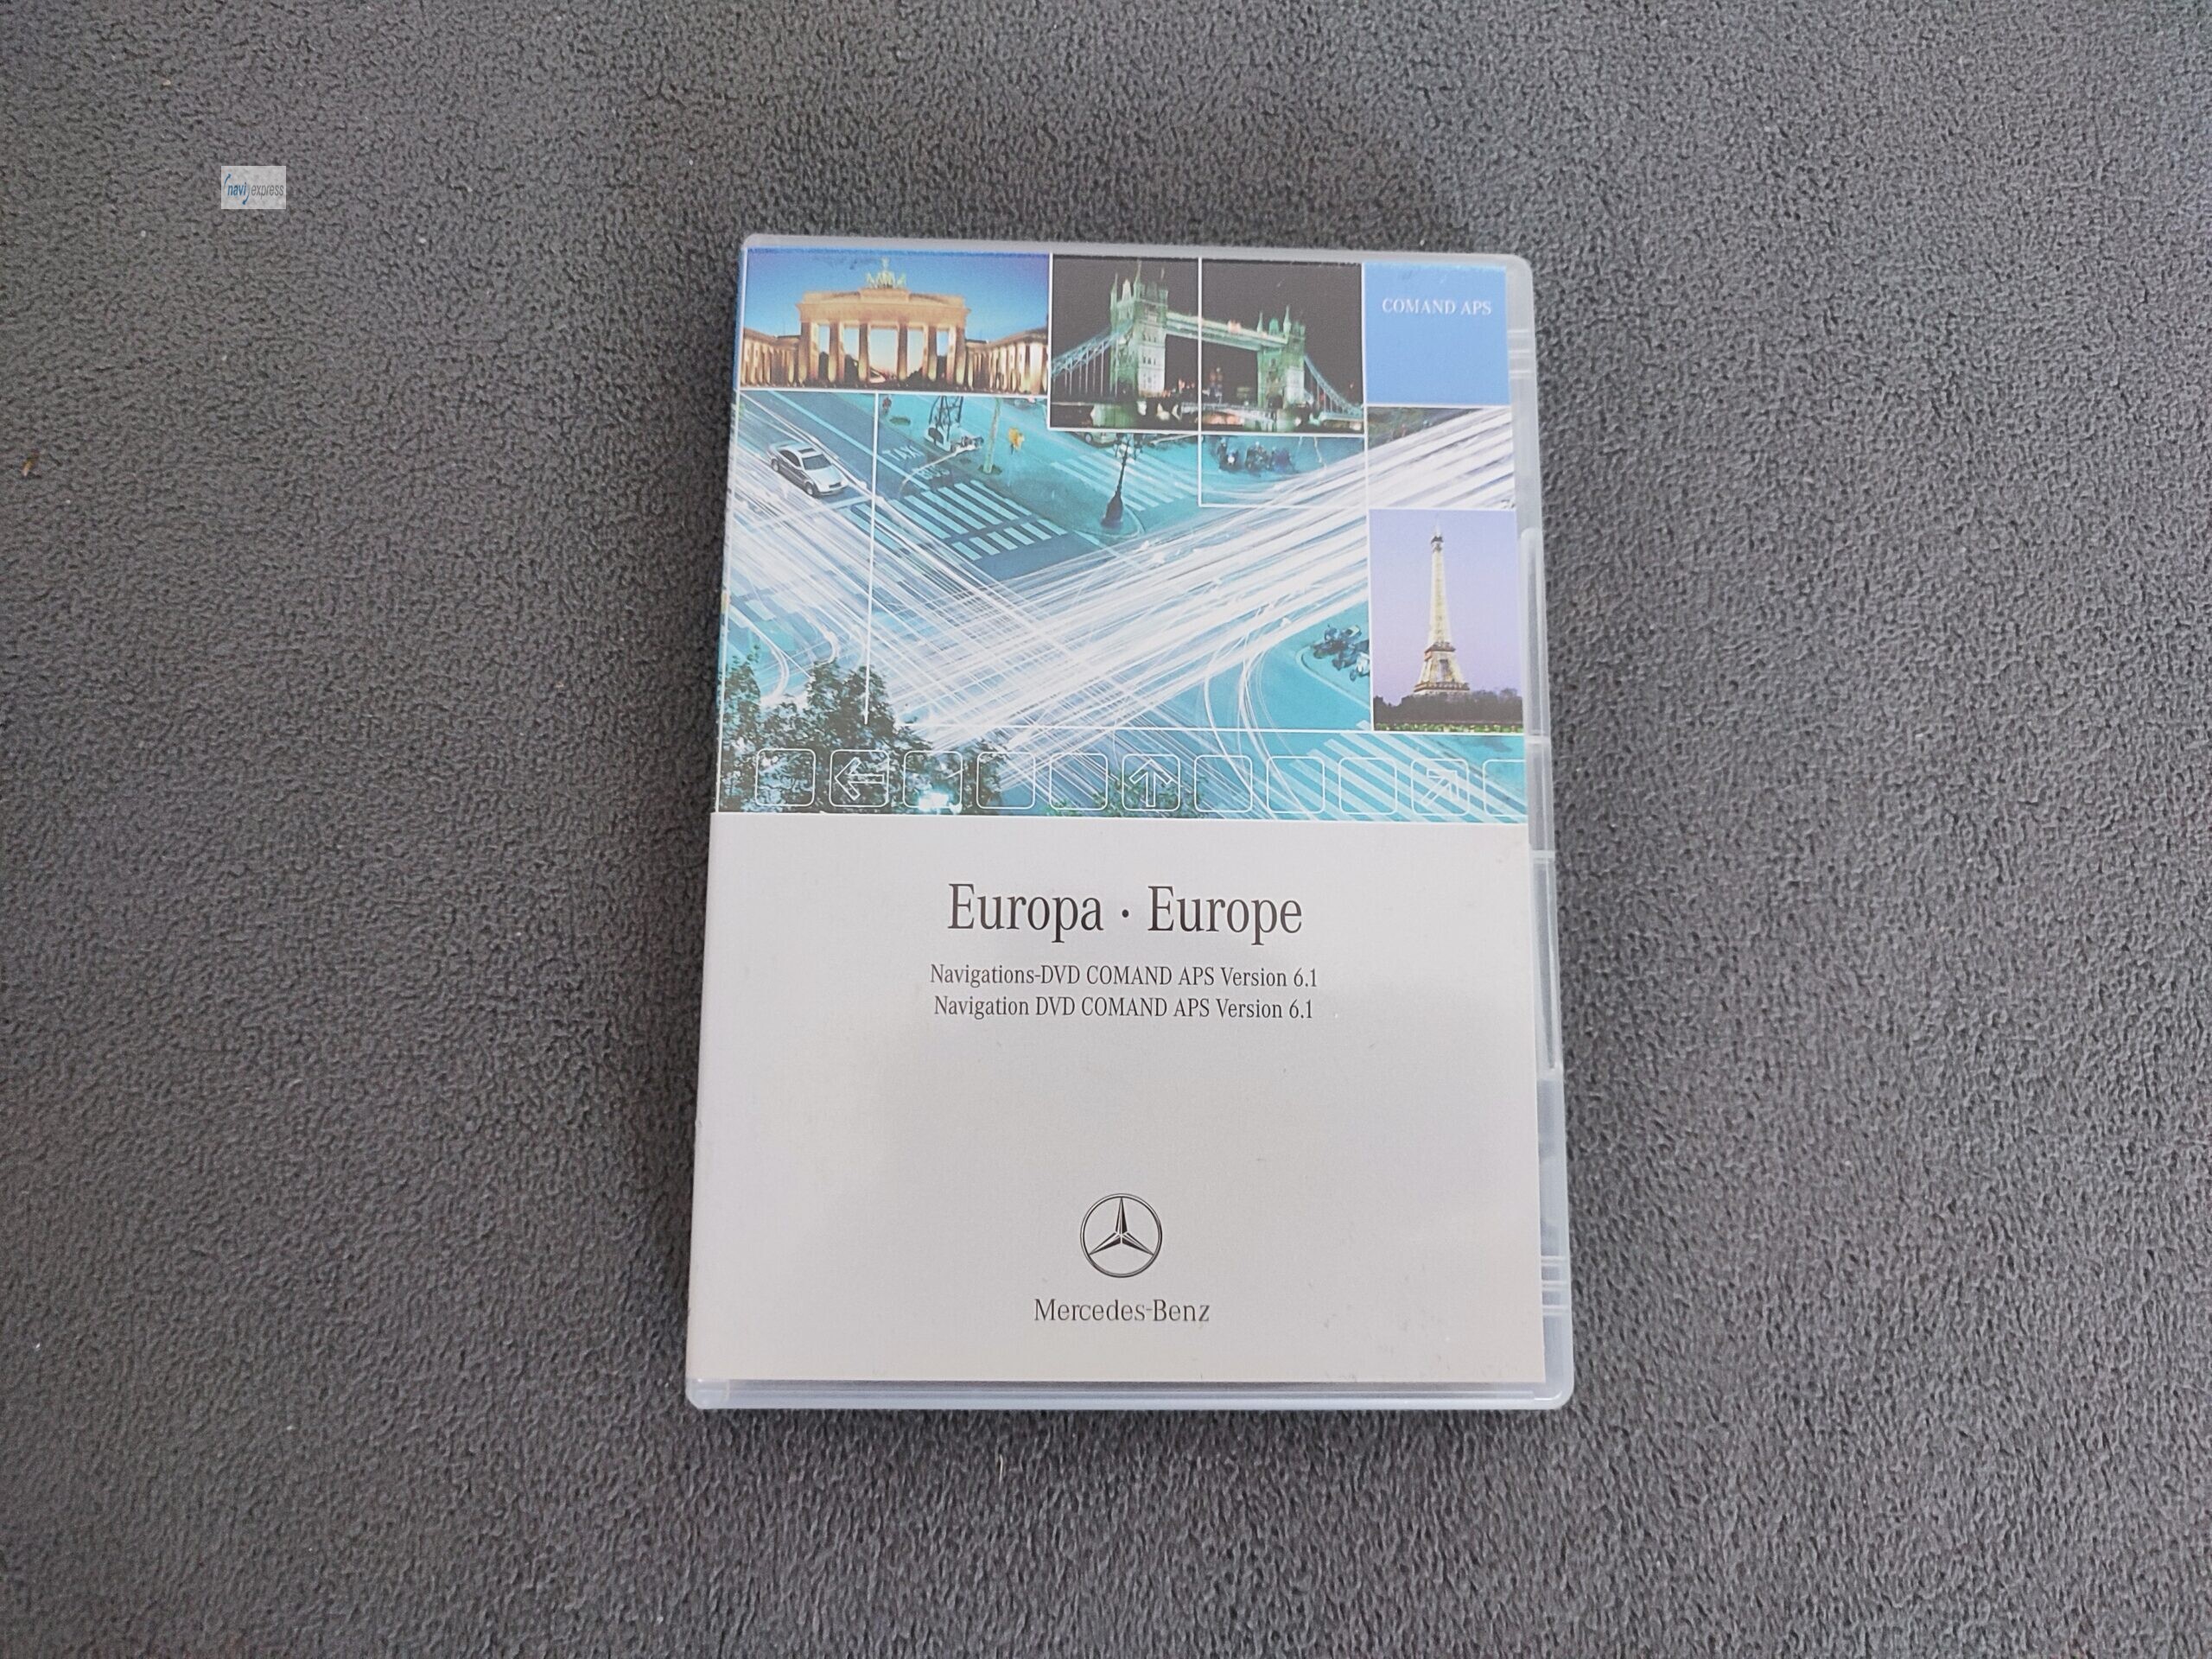 navi express
COMAND APS
TAXI
Europa · Europe
Navigations-DVD COMAND APS Version 6.1
Navigation DVD COMAND APS Version 6.1
Mercedes-Benz